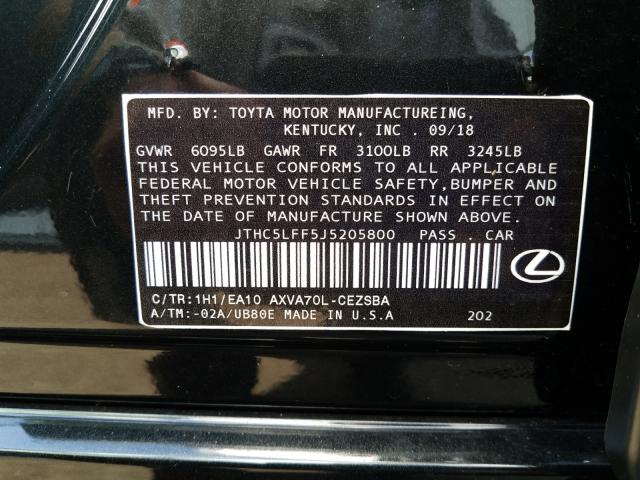 MFD. BY: TOYTA MOTOR MANUFACTUREING,
KENTUCKY, INC . 09/18
GVWR 6095LB GAWR FR 3100LB RR 3245LB
THIS VEHICLE CONFORMS TO ALL APPLICABLE
FEDERAL MOTOR VEHICLE SAFETY,BUMPER AND
THEFT PREVENTION STANDARDS IN EFFECT ON
THE DATE OF MANUFACTURE SHOWN ABOVE.
JTHC5LFF5J5205800 PASS . CAR
C/TR:1H1/EA10 AXVA70L-CEZSBA
A/TM:-02A/UB80E MADE IN U.S.A 202